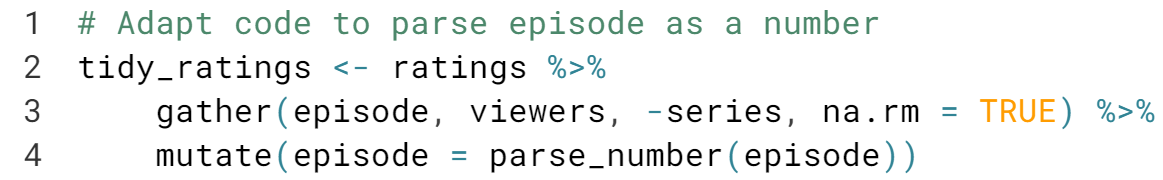 1 # Adapt code to parse episode as a number
2 tidy_ratings <- ratings %>%
3     gather(episode, viewers, -series, na.rm = TRUE) %>%
4     mutate(episode = parse_number(episode))